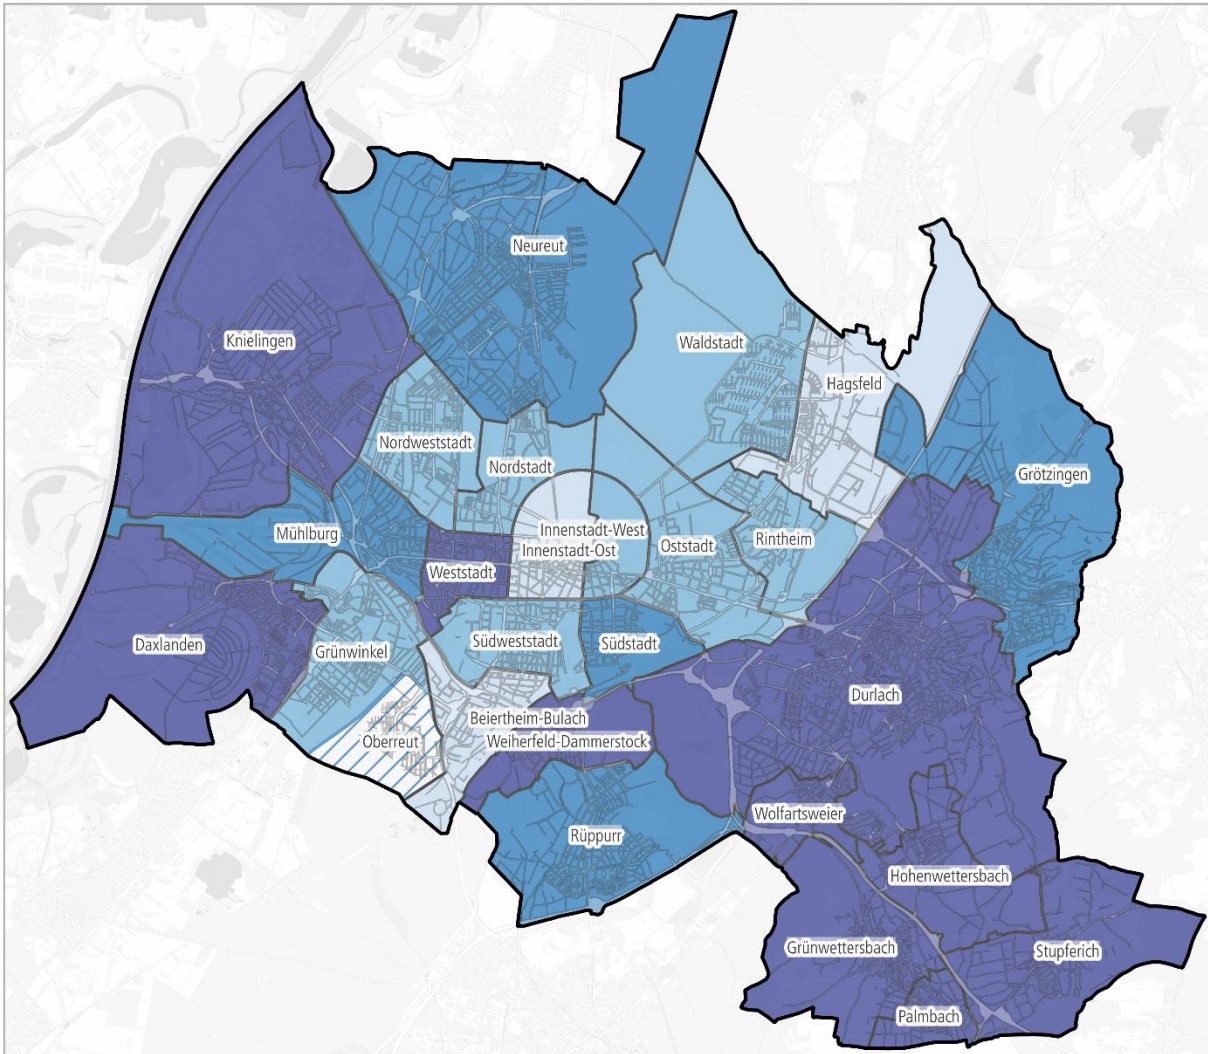 Neureut
Knielingen
Waldstadt
Hagsfeld
Nordweststadt
Nordstadt
Grötzingen
Mühlburg
Innenstadt-West
Innenstadt-Ost
Oststadt
Rintheim
Weststadt
Daxlanden
Grünwinkel
Südweststadt
Südstadt
Durlach
Beiertheim-Bulach
Oberreut
Weiherfeld-Dammerstock
Wolfartsweier
Rüppurr
Hohenwettersbach
Grünwettersbach
Stupferich
Palmbach